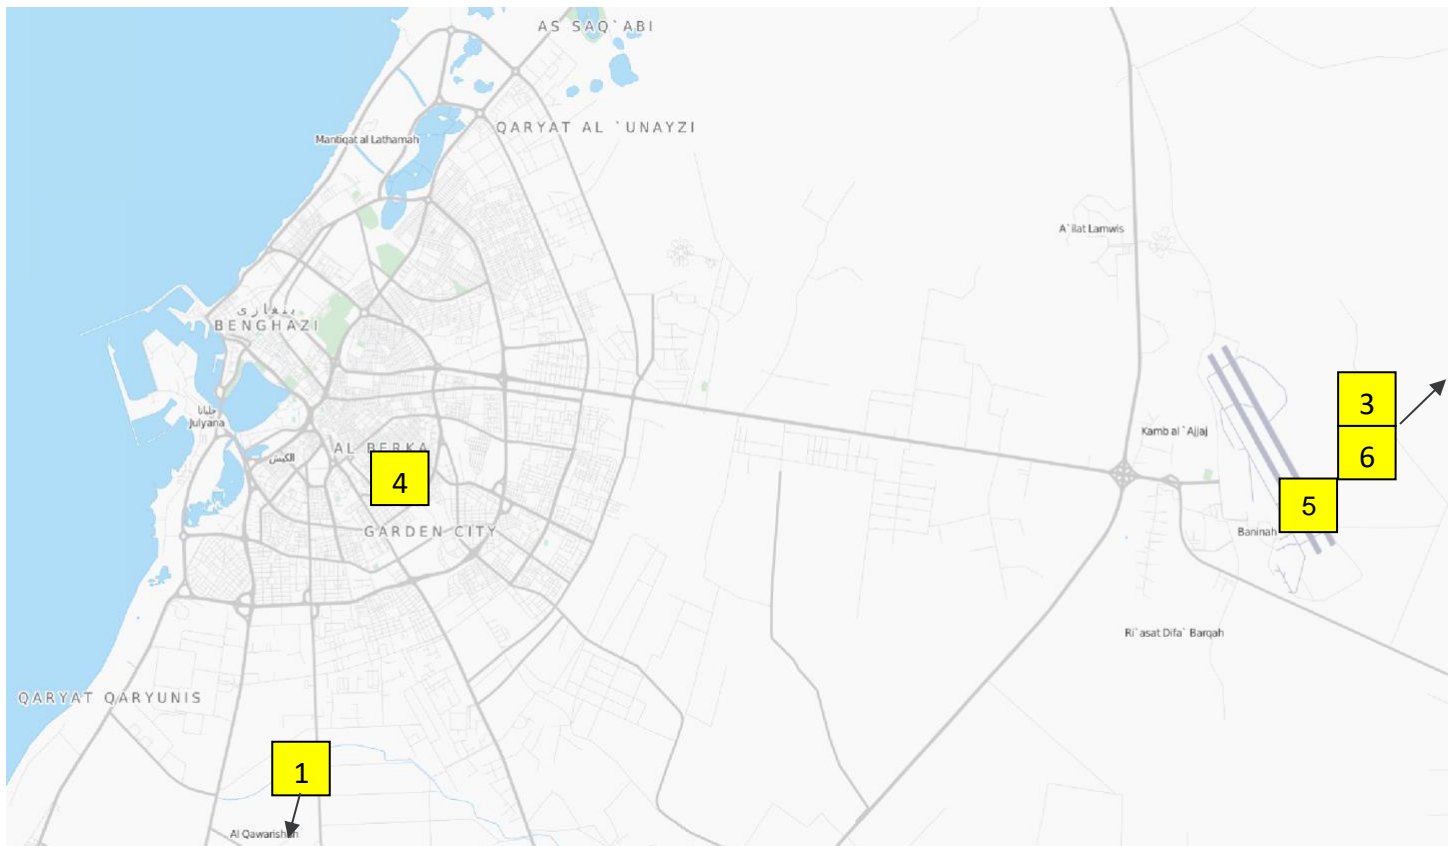 AS SAQ`ABI
QARYAT AL `UNAYZI
Mantiqat al Lathamah
A`ilat Lamwis
بنغازي
BENGHAZI
3
جليانا
Julyana
Kamb al `Ajjaj
AL BERKA
الكيش
6
4
5
GARDEN CITY
Baninah
Ri`asat Difa` Barqah
QARYAT QARYUNIS
1
Al Qawarishah